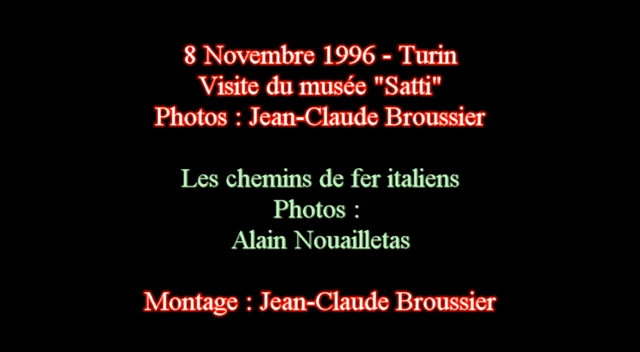 8 Novembre 1996 - Turin
Visite du musée "Satti"
Photos : Jean-Claude Broussier
Les chemins de fer italiens
Photos :
Alain Nouailletas
Montage : Jean-Claude Broussier